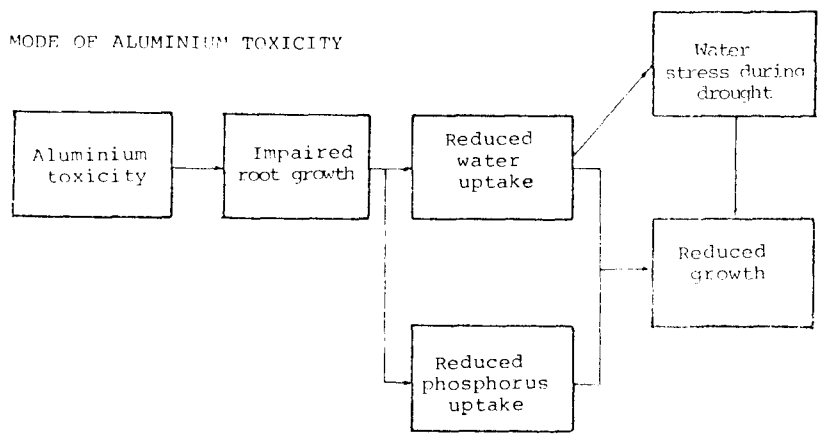 MODE OF ALUMINIUM TOXICITY
Water
stress during
drought
Aluminium
toxicity
Impaired
root growth
Reduced
water
uptake
Reduced
growth
Reduced
phosphorus
uptake